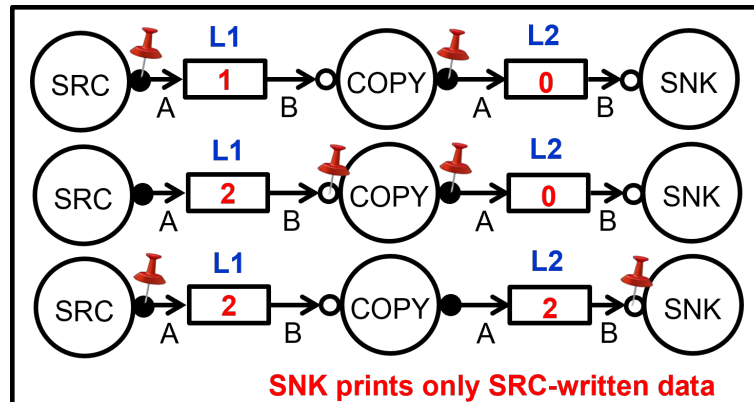 L1 L2
SRC 1 COPY 0 SNK
A B A B
L1 L2
SRC 2 COPY 0 SNK
A B A B
L1 L2
SRC 2 COPY 2 SNK
A B A B
SNK prints only SRC-written data